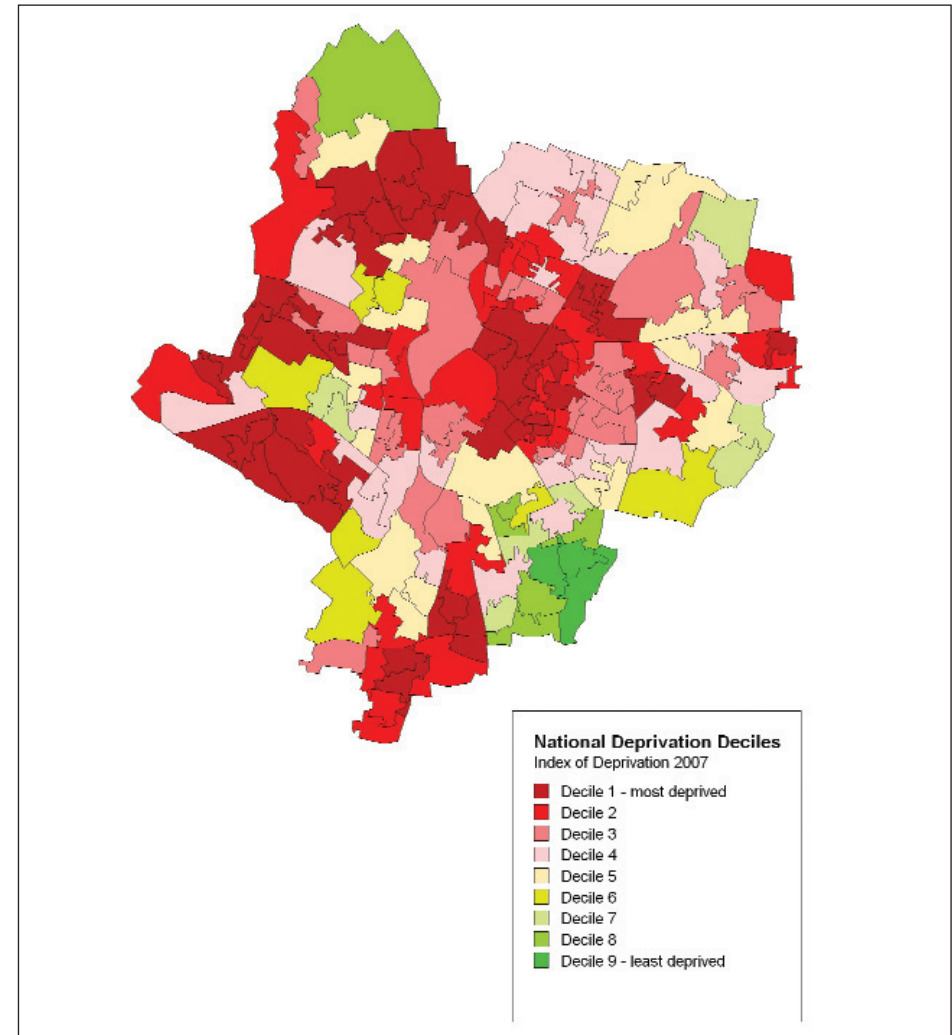 National Deprivation Deciles
Index of Deprivation 2007
Decile 1 - most deprived
Decile 2
Decile 3
Decile 4
Decile 5
Decile 6
Decile 7
Decile 8
Decile 9 - least deprived